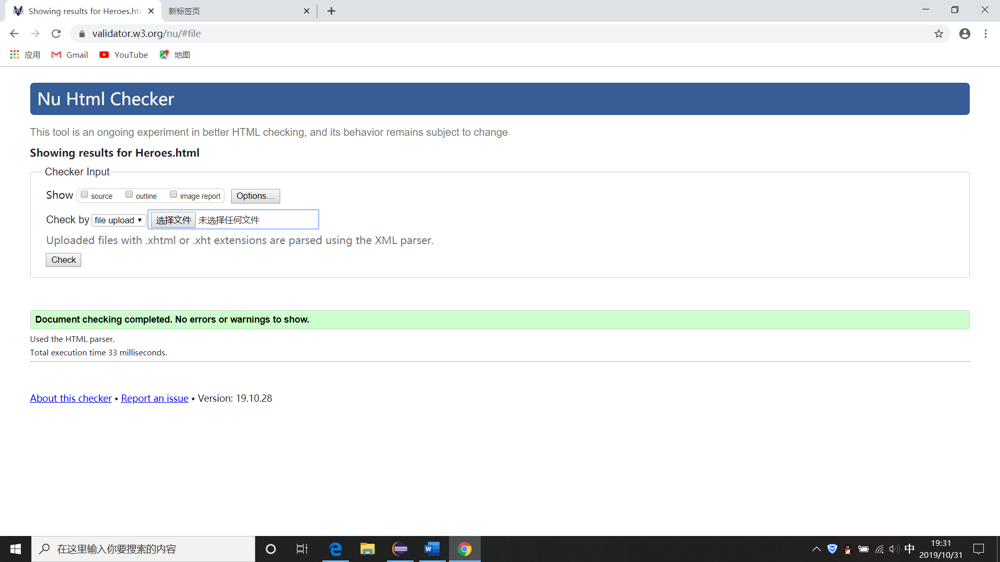 Showing results for Heroes.htm
新标签页
validator.w3.org/nu/#file
应用 Gmail YouTube 地图
Nu Html Checker
This tool is an ongoing experiment in better HTML checking, and its behavior remains subject to change
Showing results for Heroes.html
Checker Input
Show source outline image report Options...
Check by file upload 选择文件 未选择任何文件
Uploaded files with .xhtml or .xht extensions are parsed using the XML parser.
Check
Document checking completed. No errors or warnings to show.
Used the HTML parser.
Total execution time 33 milliseconds.
About this checker • Report an issue • Version: 19.10.28
在这里输入你要搜索的内容
中
19:31
2019/10/31